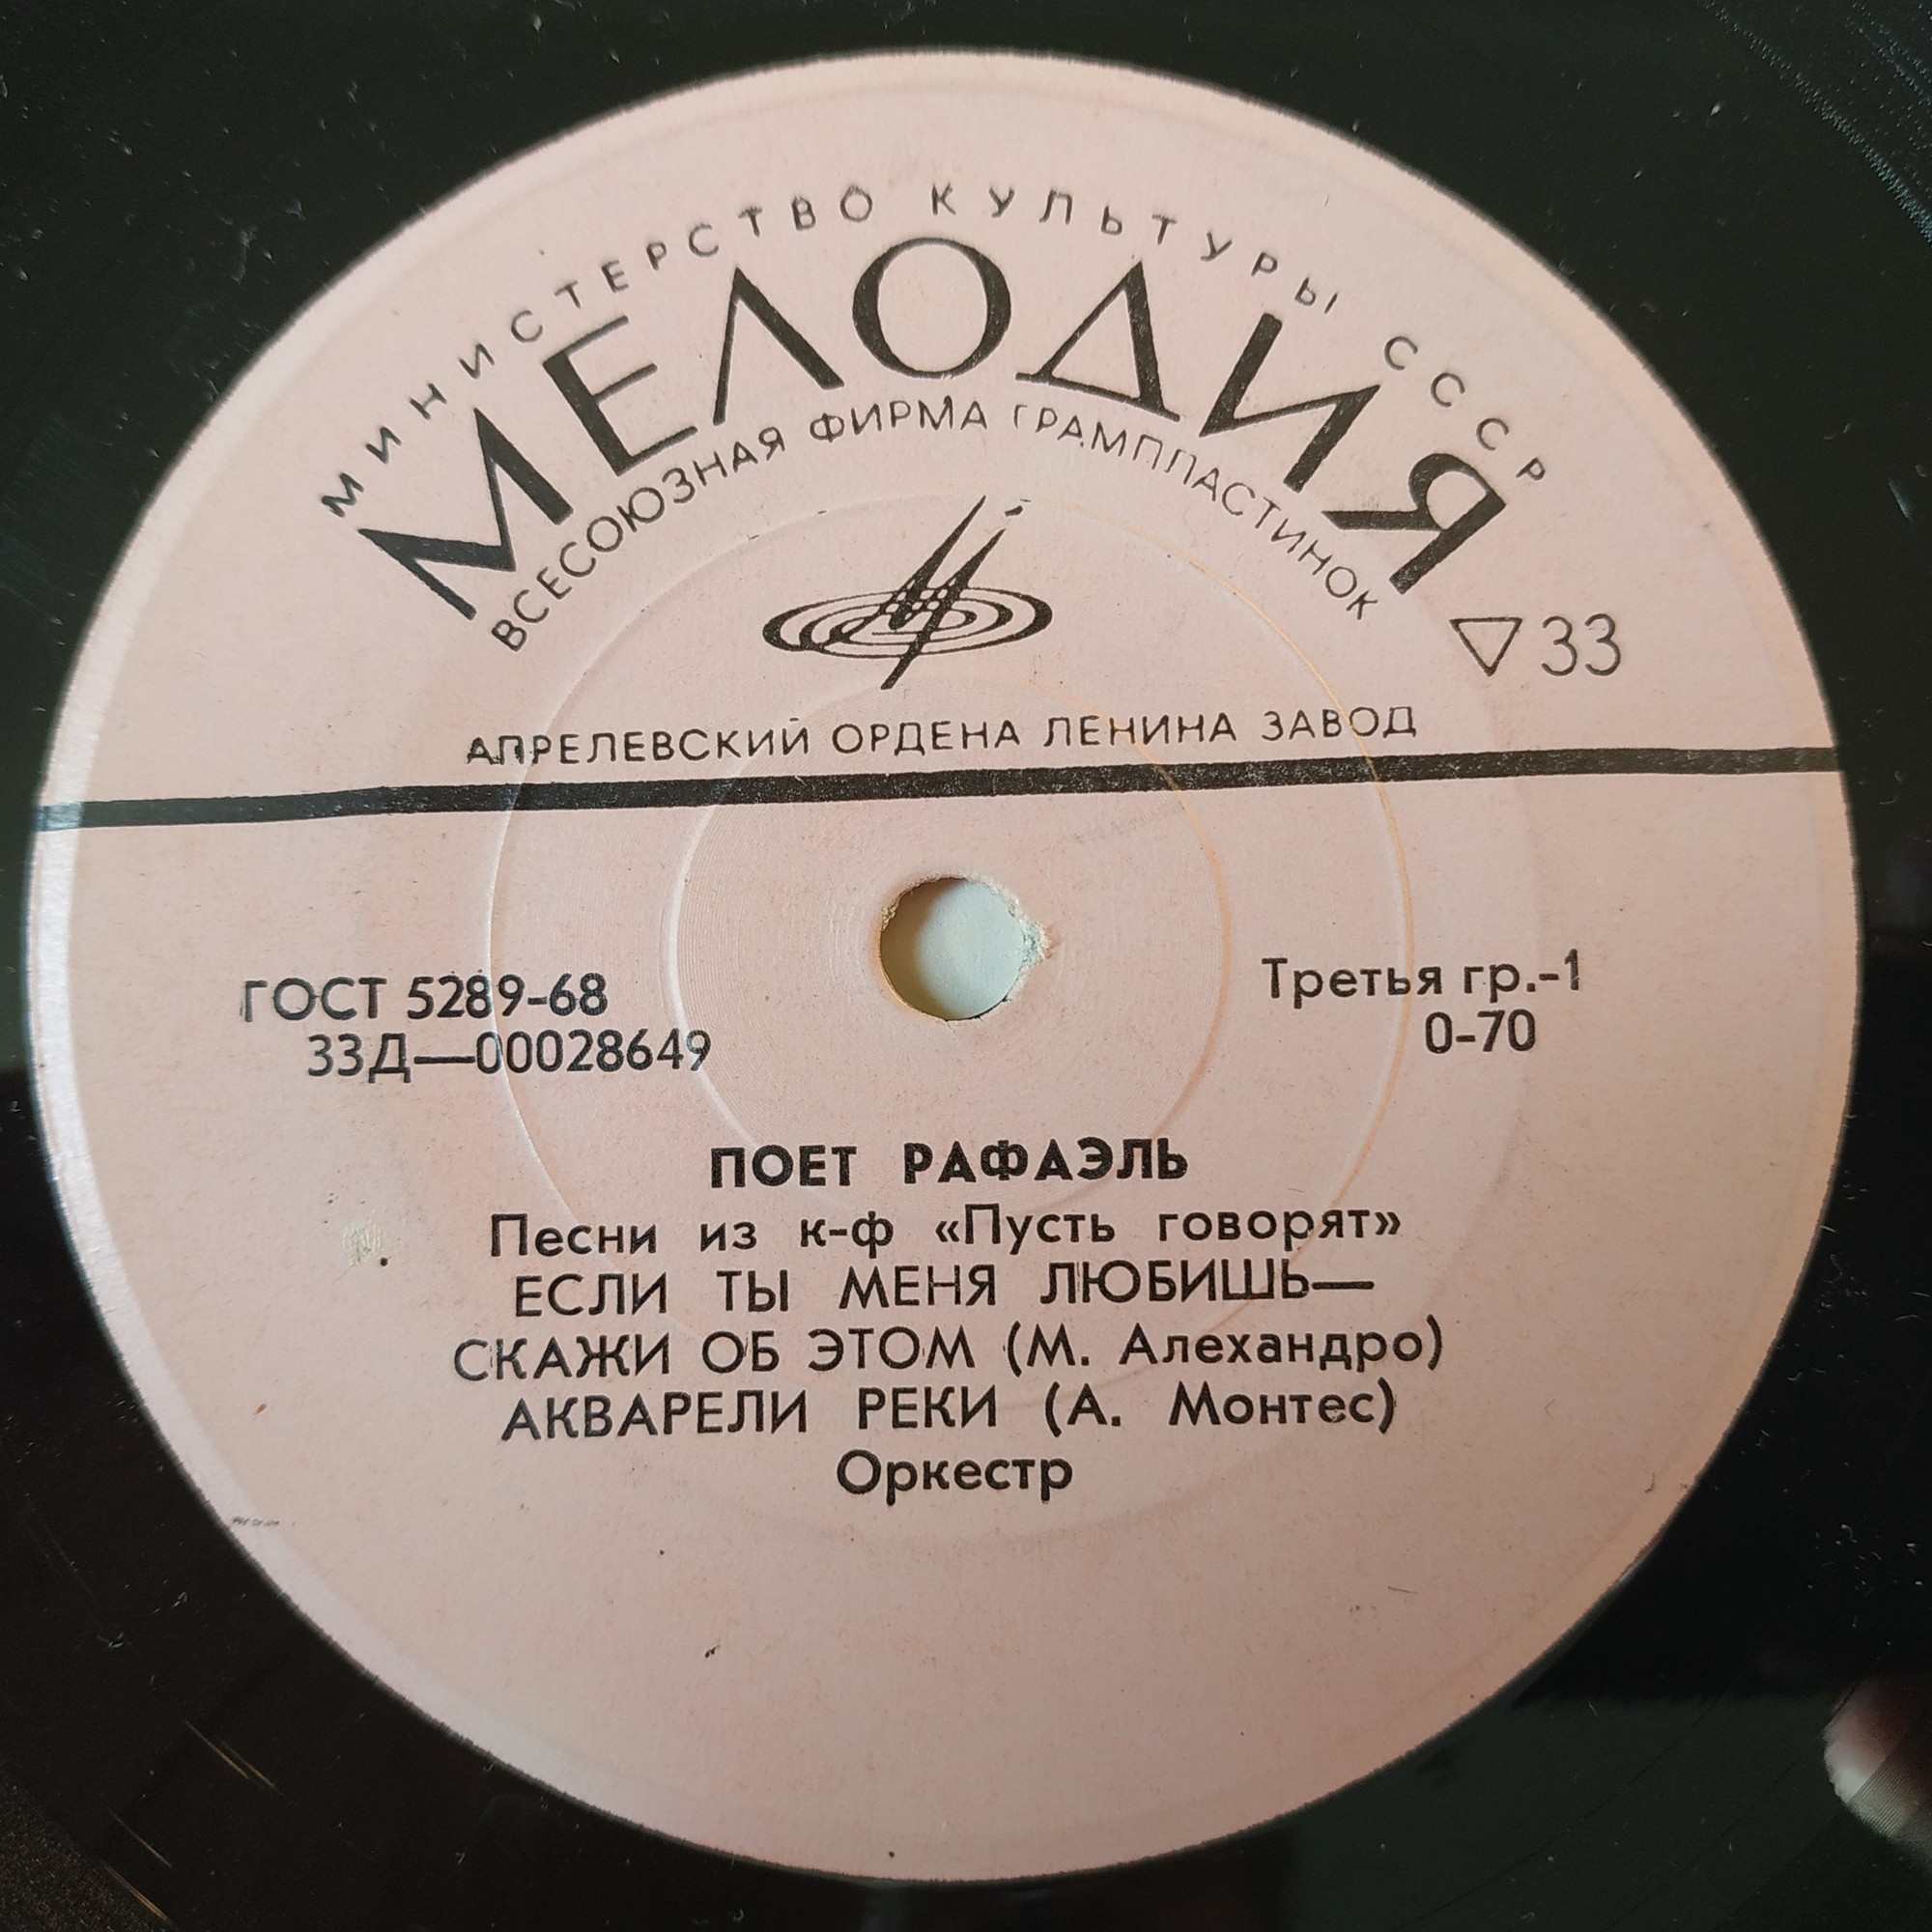 МИНИСТЕРСТВО КУЛЬТУРЫ СССР
МЕЛОДИЯ
ВСЕСОЮЗНАЯ ФИРМА ГРАМПЛАСТИНОК
▽33
АПРЕЛЕВСКИЙ ОРДЕНА ЛЕНИНА ЗАВОД
ГОСТ 5289-68
33Д—00028649
Третья гр.-1
0-70
ПОЕТ РАФАЭЛЬ
Песни из к-ф «Пусть говорят»
ЕСЛИ ТЫ МЕНЯ ЛЮБИШЬ—
СКАЖИ ОБ ЭТОМ (М. Алехандро)
АКВАРЕЛИ РЕКИ (А. Монтес)
Оркестр